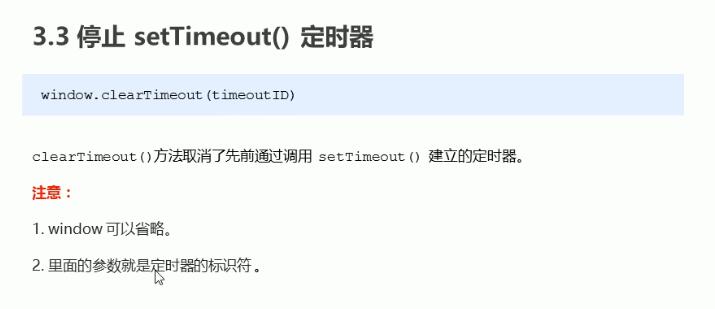 3.3 停止 setTimeout() 定时器
window.clearTimeout(timeoutID)
clearTimeout()方法取消了先前通过调用 setTimeout() 建立的定时器。
注意：
1. window 可以省略。
2. 里面的参数就是定时器的标识符 。